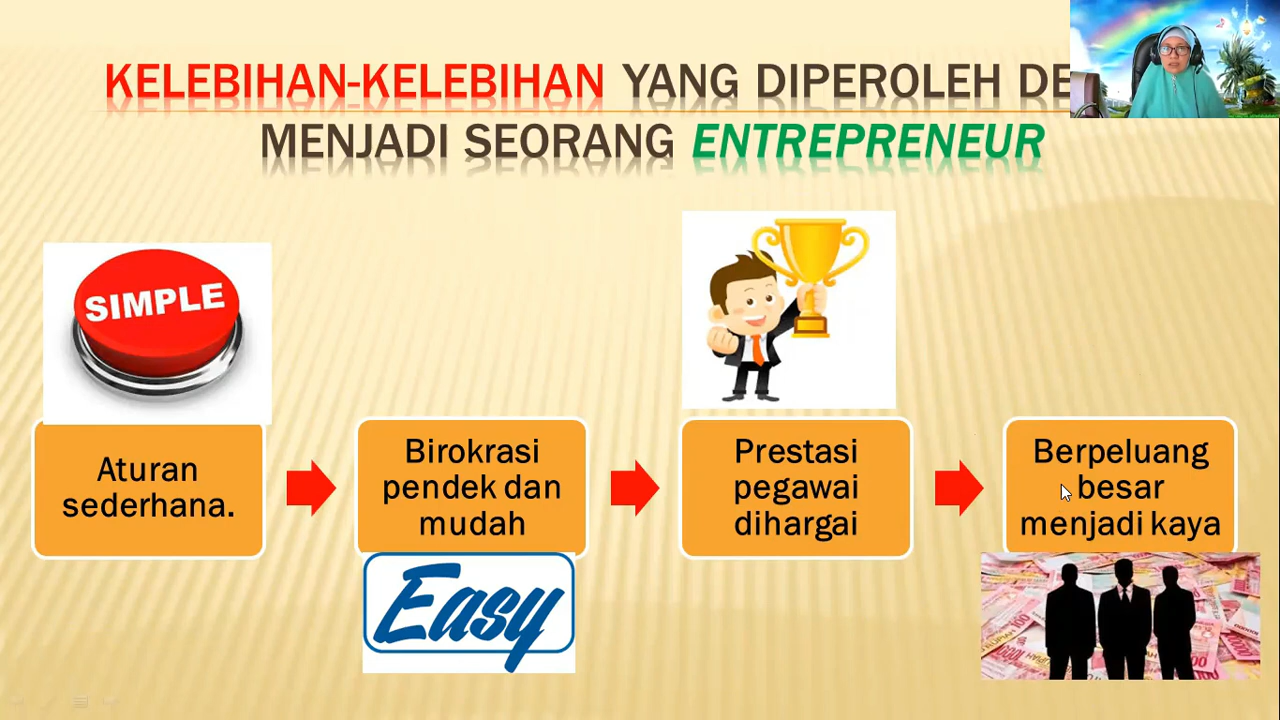 KELEBIHAN-KELEBIHAN YANG DIPEROLEH
MENJADI SEORANG ENTREPRENEUR
SIMPLE
Aturan
sederhana.
Birokrasi
pendek dan
mudah
Easy
Prestasi
pegawai
dihargai
Berpeluang
besar
menjadi kaya